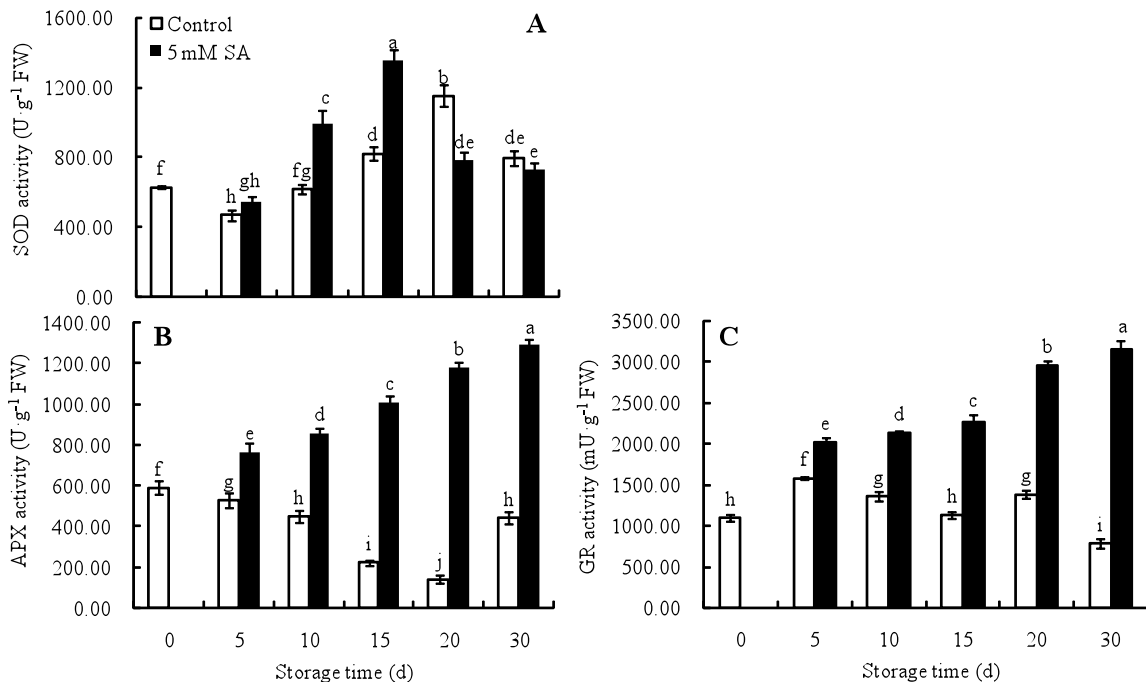 1600.00
1200.00
800.00
400.00
0.00
SOD activity (U·g-1 FW)
Control
5 mM SA
A
f
h
gh
fg
c
d
a
b
de
de
e
1400.00
1200.00
1000.00
800.00
600.00
400.00
200.00
0.00
APX activity (U·g-1 FW)
B
f
g
e
h
d
i
c
j
b
h
a
0 5 10 15 20 30
Storage time (d)
3500.00
3000.00
2500.00
2000.00
1500.00
1000.00
500.00
0.00
GR activity (mU·g-1 FW)
C
h
f
e
g
d
h
c
g
b
i
a
0 5 10 15 20 30
Storage time (d)